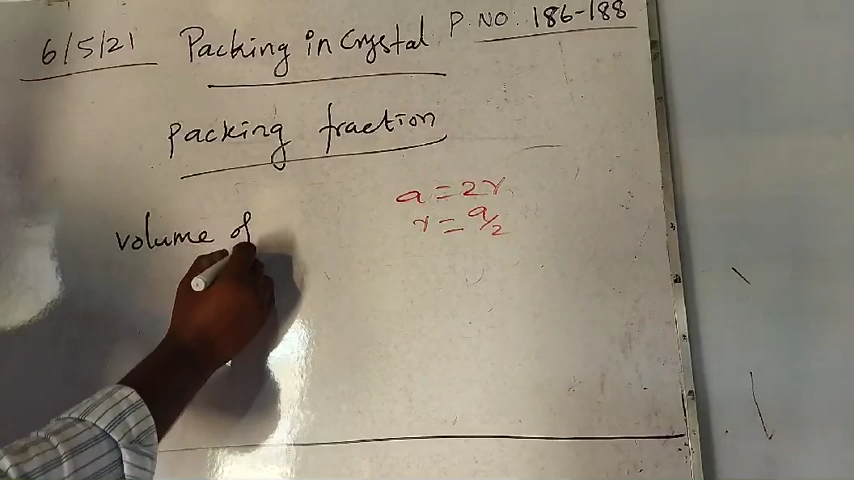 6/5/21 Packing in Crystal P.NO: 186-188
Packing fraction
a = 2r
r = a/2
volume of